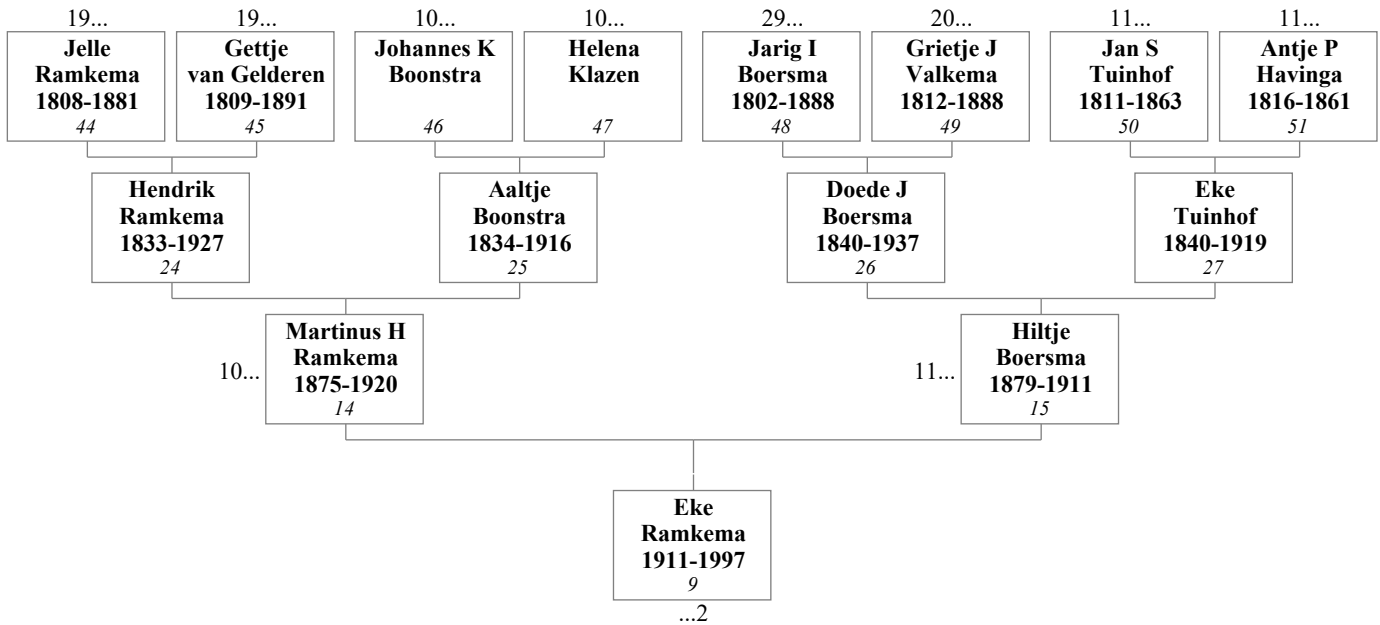 19...
19...
10...
10...
29...
20...
11...
11...
Jelle
Ramkema
1808-1881
44
Gettje
van Gelderen
1809-1891
45
Johannes K
Boonstra
46
Helena
Klazen
47
Jarig I
Boersma
1802-1888
48
Grietje J
Valkema
1812-1888
49
Jan S
Tuinhof
1811-1863
50
Antje P
Havinga
1816-1861
51
Hendrik
Ramkema
1833-1927
24
Aaltje
Boonstra
1834-1916
25
Doede J
Boersma
1840-1937
26
Eke
Tuinhof
1840-1919
27
10...
Martinus H
Ramkema
1875-1920
14
11...
Hiltje
Boersma
1879-1911
15
Eke
Ramkema
1911-1997
9
...2